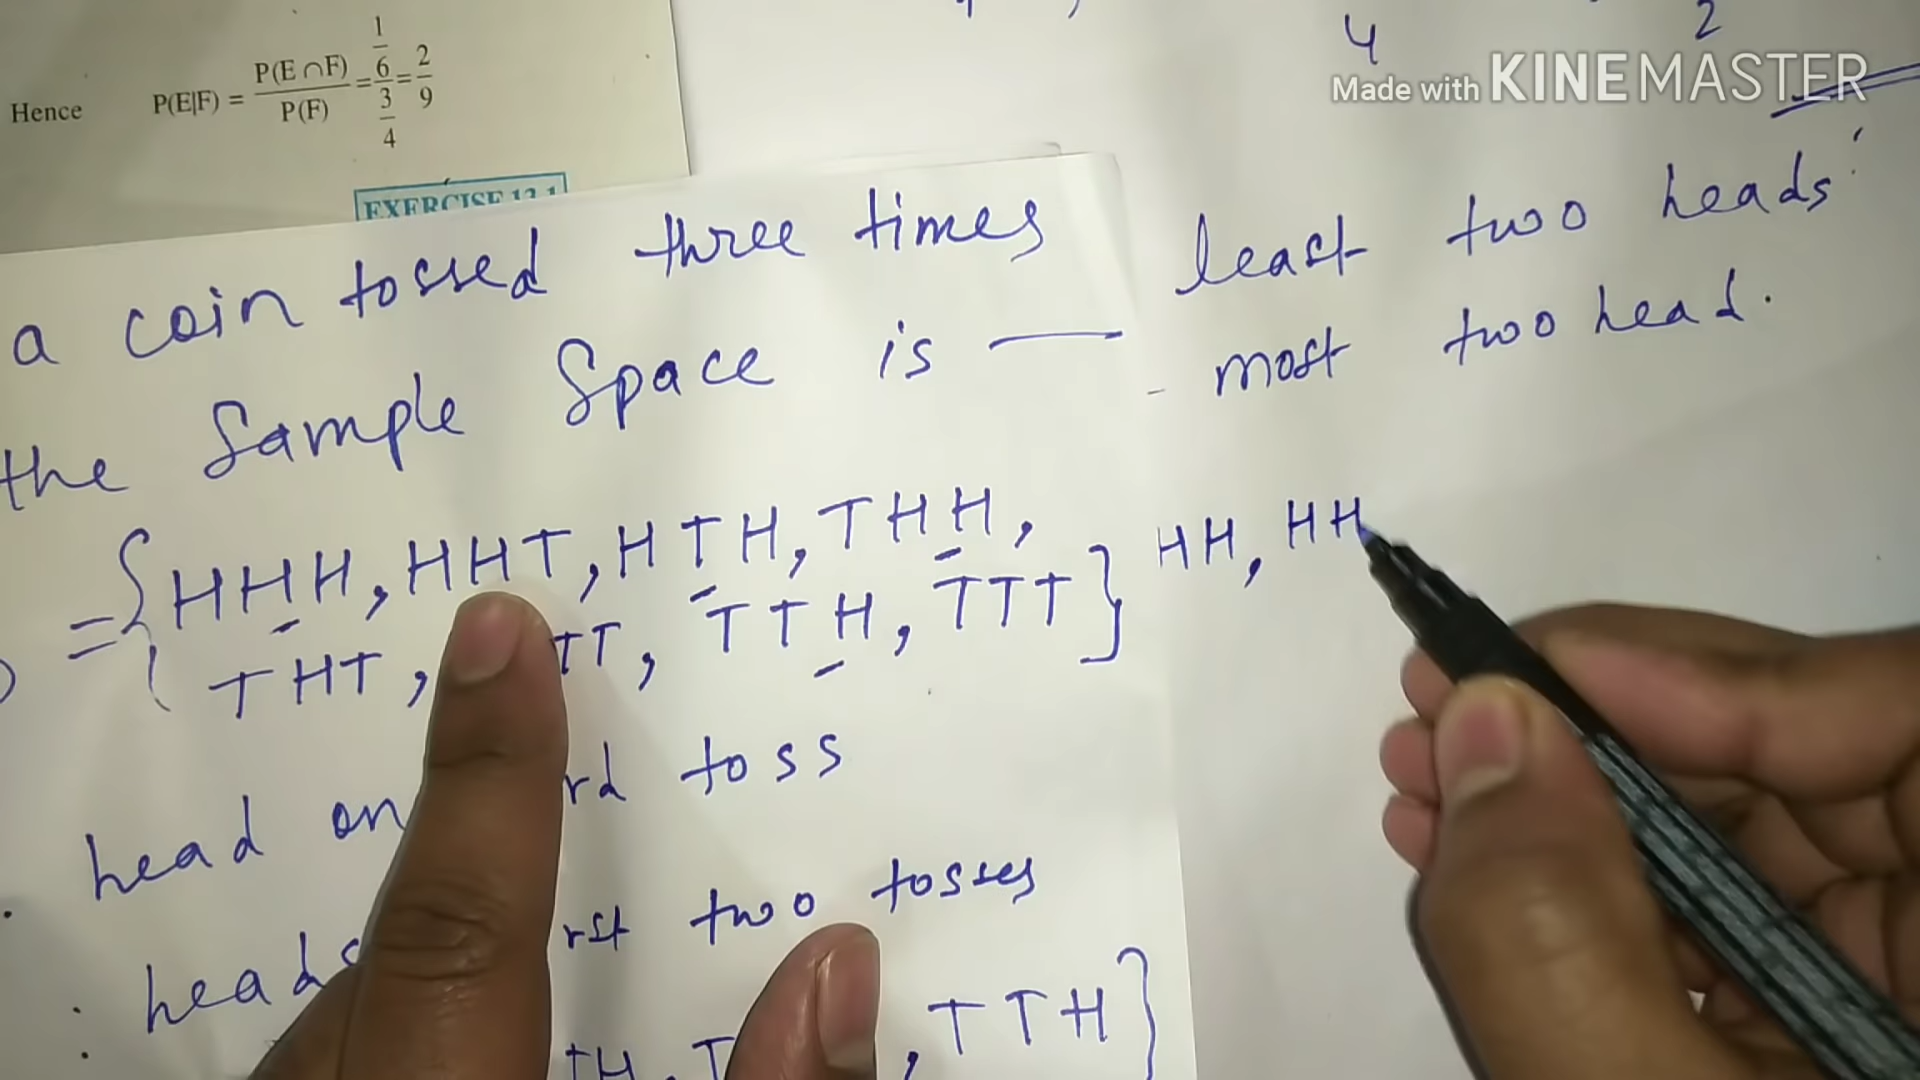 Hence P(E|F) = P(E ∩ F) / P(F) = 1/6 / 3/4 = 2/9
4 2
Made with KINEMASTER
EXERCISE 13.1
a coin tossed three times
least two heads
the Sample Space is —
most two head.
= { HHH, HHT, HTH, THH,
HH, HH
THT, TT, TTH, TTT }
head on rd toss
heads rst two tosses
TH, T , TTH }